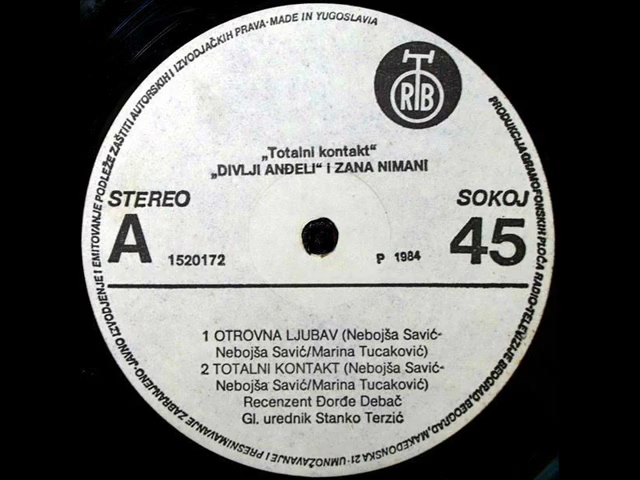 PRODUKCIJA GRAMOFONSKIH PLOČA RADIO-TELEVIZIJE BEOGRAD, BEOGRAD, MAKEDONSKA 21 · UMNOŽAVANJE I PRESNIMAVANJE ZABRANJENO · JAVNO IZVODJENJE I EMITOVANJE PODLEŽE ZAŠTITI AUTORSKIH I IZVODJAČKIH PRAVA · MADE IN YUGOSLAVIA
RTB
„Totalni kontakt“
„DIVLJI ANĐELI“ i ZANA NIMANI
STEREO SOKOJ
A 1520172 P 1984 45
1 OTROVNA LJUBAV (Nebojša Savić-
Nebojša Savić/Marina Tucaković)
2 TOTALNI KONTAKT (Nebojša Savić-
Nebojša Savić/Marina Tucaković)
Recenzent Đorđe Debač
Gl. urednik Stanko Terzić